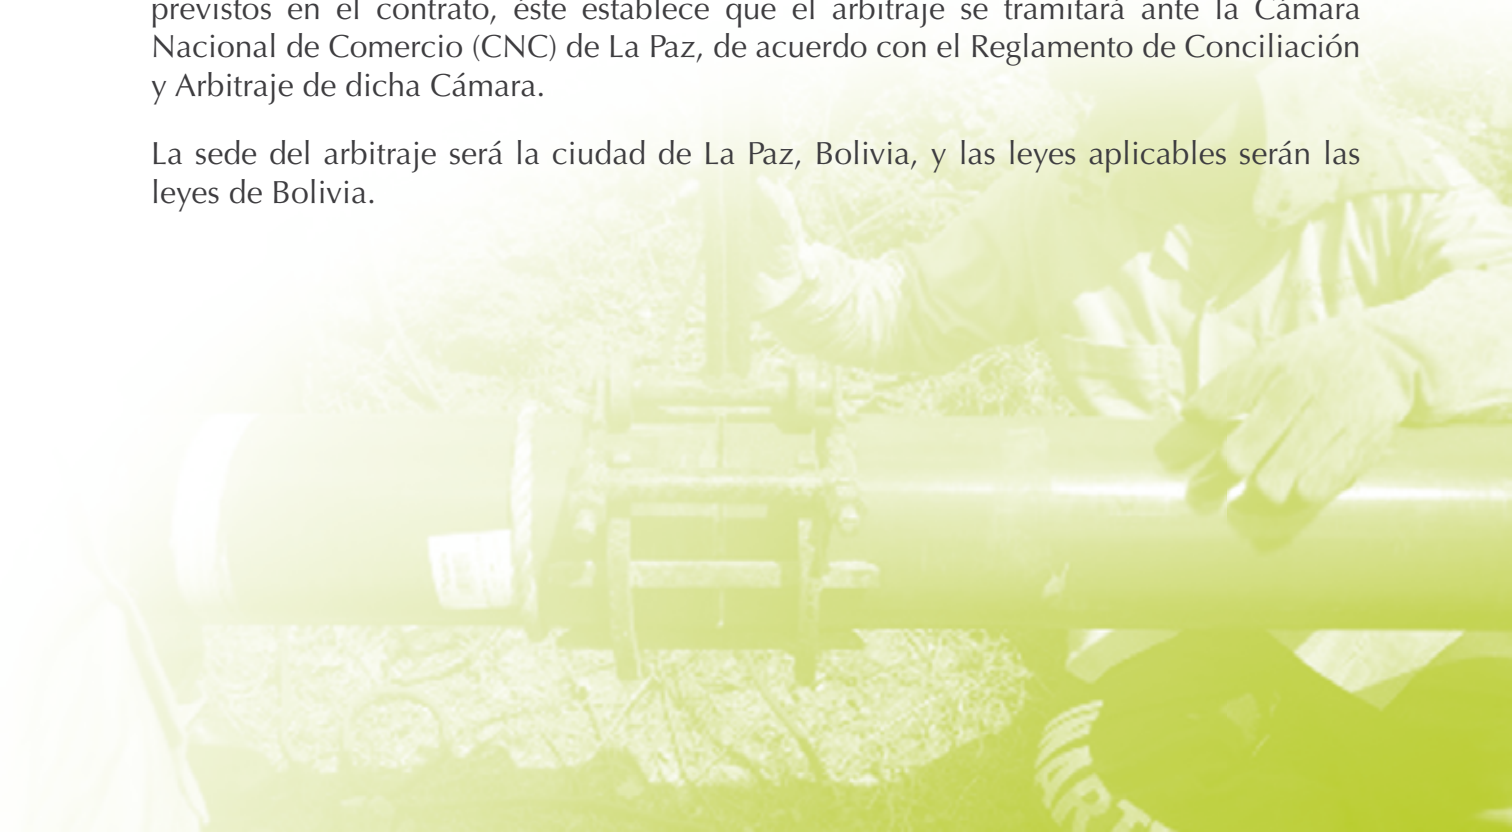 previstos en el contrato, éste establece que el arbitraje se tramitará ante la Cámara
Nacional de Comercio (CNC) de La Paz, de acuerdo con el Reglamento de Conciliación
y Arbitraje de dicha Cámara.
La sede del arbitraje será la ciudad de La Paz, Bolivia, y las leyes aplicables serán las
leyes de Bolivia.